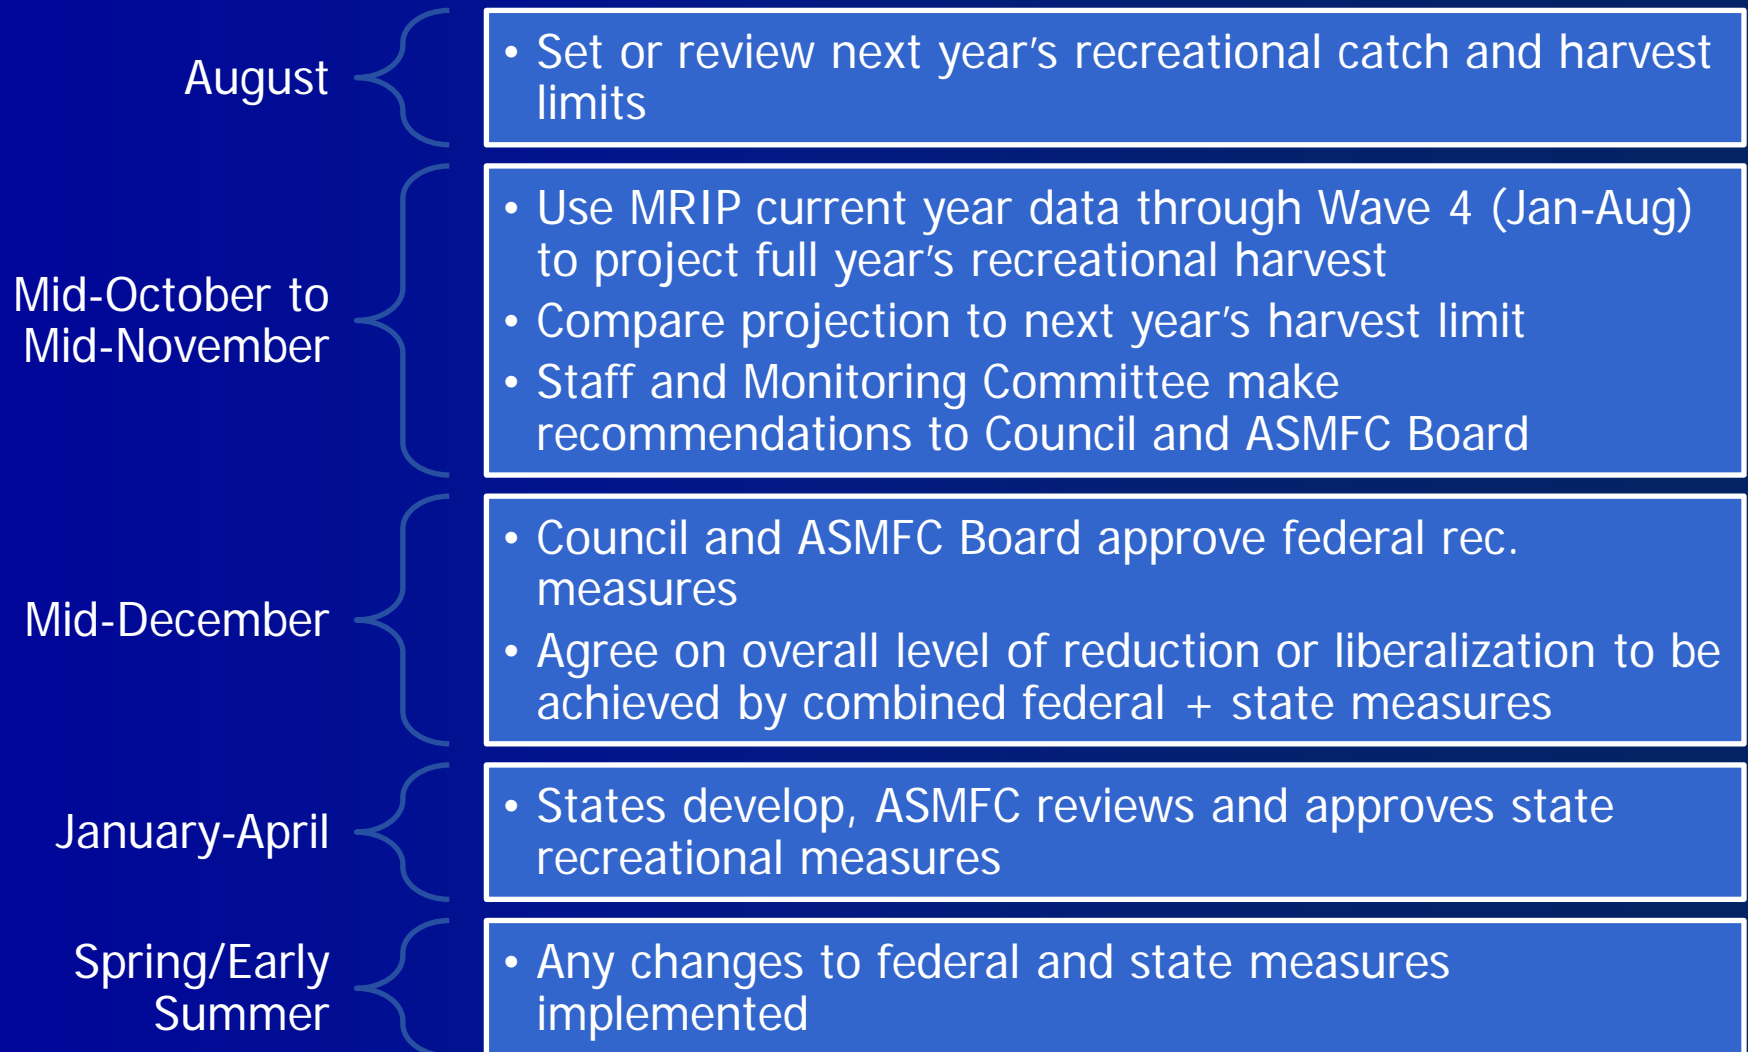 August
• Set or review next year’s recreational catch and harvest
limits
Mid-October to
Mid-November
• Use MRIP current year data through Wave 4 (Jan-Aug)
to project full year’s recreational harvest
• Compare projection to next year’s harvest limit
• Staff and Monitoring Committee make
recommendations to Council and ASMFC Board
Mid-December
• Council and ASMFC Board approve federal rec.
measures
• Agree on overall level of reduction or liberalization to be
achieved by combined federal + state measures
January-April
• States develop, ASMFC reviews and approves state
recreational measures
Spring/Early
Summer
• Any changes to federal and state measures
implemented